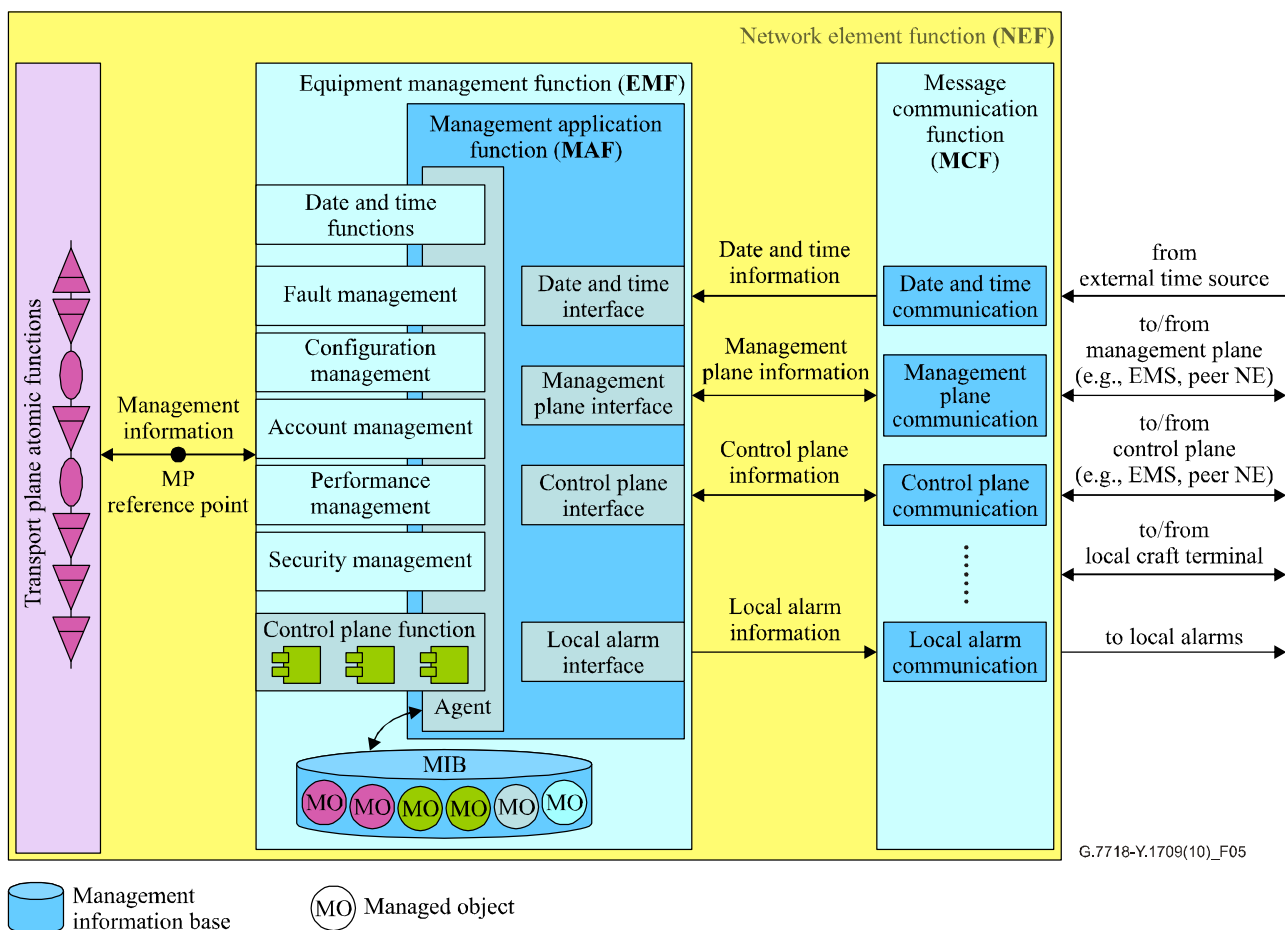 Network element function (NEF)
Transport plane atomic functions
Management
information
MP
reference point
Equipment management function (EMF)
Management application
function (MAF)
Date and time
functions
Fault management
Configuration
management
Account management
Performance
management
Security management
Control plane function
Agent
Date and time
interface
Management
plane interface
Control plane
interface
Local alarm
interface
MIB
MO
MO
MO
MO
MO
MO
Date and time
information
Management
plane information
Control plane
information
Local alarm
information
Message
communication
function
(MCF)
Date and time
communication
Management
plane
communication
Control plane
communication
Local alarm
communication
from
external time source
to/from
management plane
(e.g., EMS, peer NE)
to/from
control plane
(e.g., EMS, peer NE)
to/from
local craft terminal
to local alarms
G.7718-Y.1709(10)_F05
Management
information base
MO
Managed object